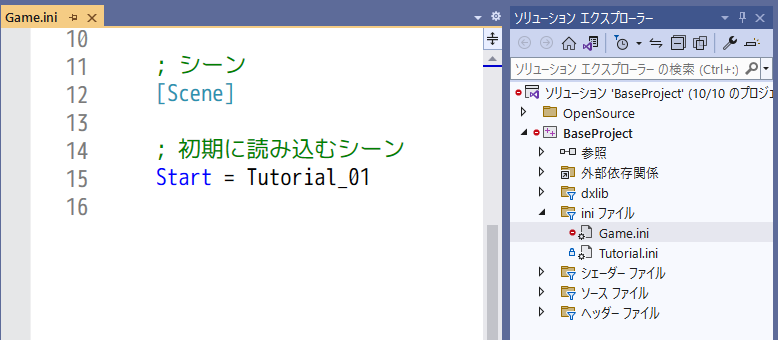 Game.ini
10
11 ; シーン
12 [Scene]
13
14 ; 初期に読み込むシーン
15 Start = Tutorial_01
16
ソリューション エクスプローラー
ソリューション エクスプローラー の検索 (Ctrl+:)
ソリューション 'BaseProject' (10/10 のプロジ
OpenSource
BaseProject
参照
外部依存関係
dxlib
ini ファイル
Game.ini
Tutorial.ini
シェーダー ファイル
ソース ファイル
ヘッダー ファイル